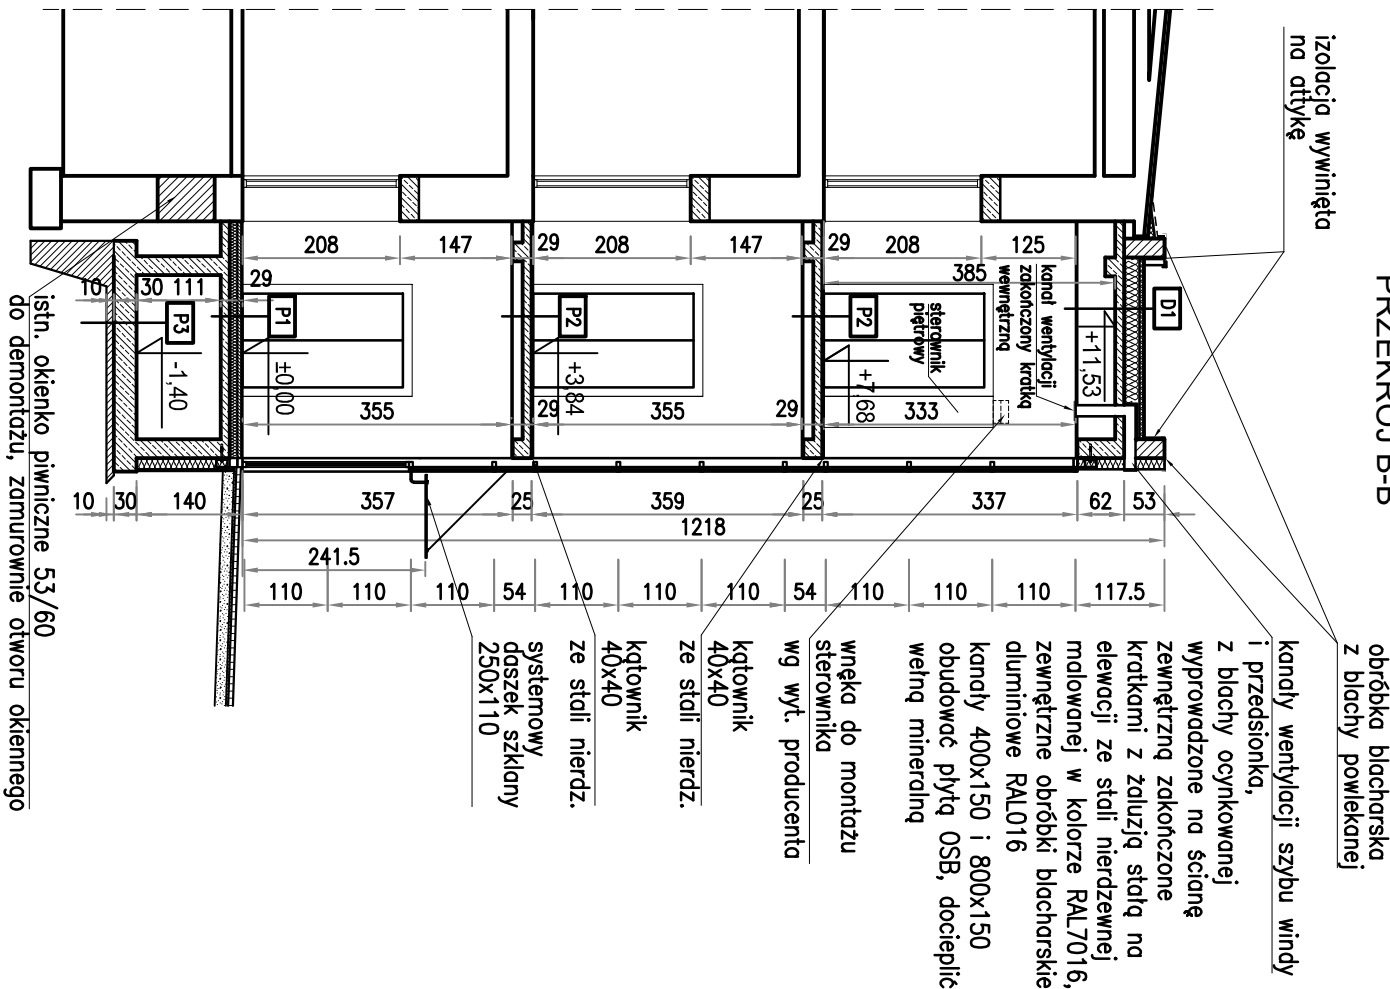 PRZEKRÓJ B-B
izolacja wywinięta
na attykę
obróbka blacharska
z blachy powlekanej
kanały wentylacji szybu windy
i przedsionka,
z blachy ocynkowanej
wyprowadzone na ścianę
zewnętrzną zakończone
kratkami z żaluzją stałą na
elewacji ze stali nierdzewnej
malowanej w kolorze RAL7016,
zewnętrzne obróbki blacharskie
aluminiowe RAL016
kanały 400x150 i 800x150
obudować płytą OSB, docieplić
wełną mineralną
wnęka do montażu
sterownika
wg wyt. producenta
kątownik
40x40
ze stali nierdz.
kątownik
40x40
ze stali nierdz.
systemowy
daszek szklany
250x110
istn. okienko piwniczne 53/60
do demontażu, zamurownie otworu okiennego
kanał wentylacji
zakończony kratką
wewnętrzną
sterownik
piętrowy
D1
P2
P2
P1
P3
+11,53
+7,68
+3,84
±0,00
-1,40
208 147 29 208 147 29 208 125
385
10 30 111 29
355 29 355 29 333
10 30 140 357 25 359 25 337 62 53
1218
241.5
110 110 110 54 110 110 110 54 110 110 110 117.5